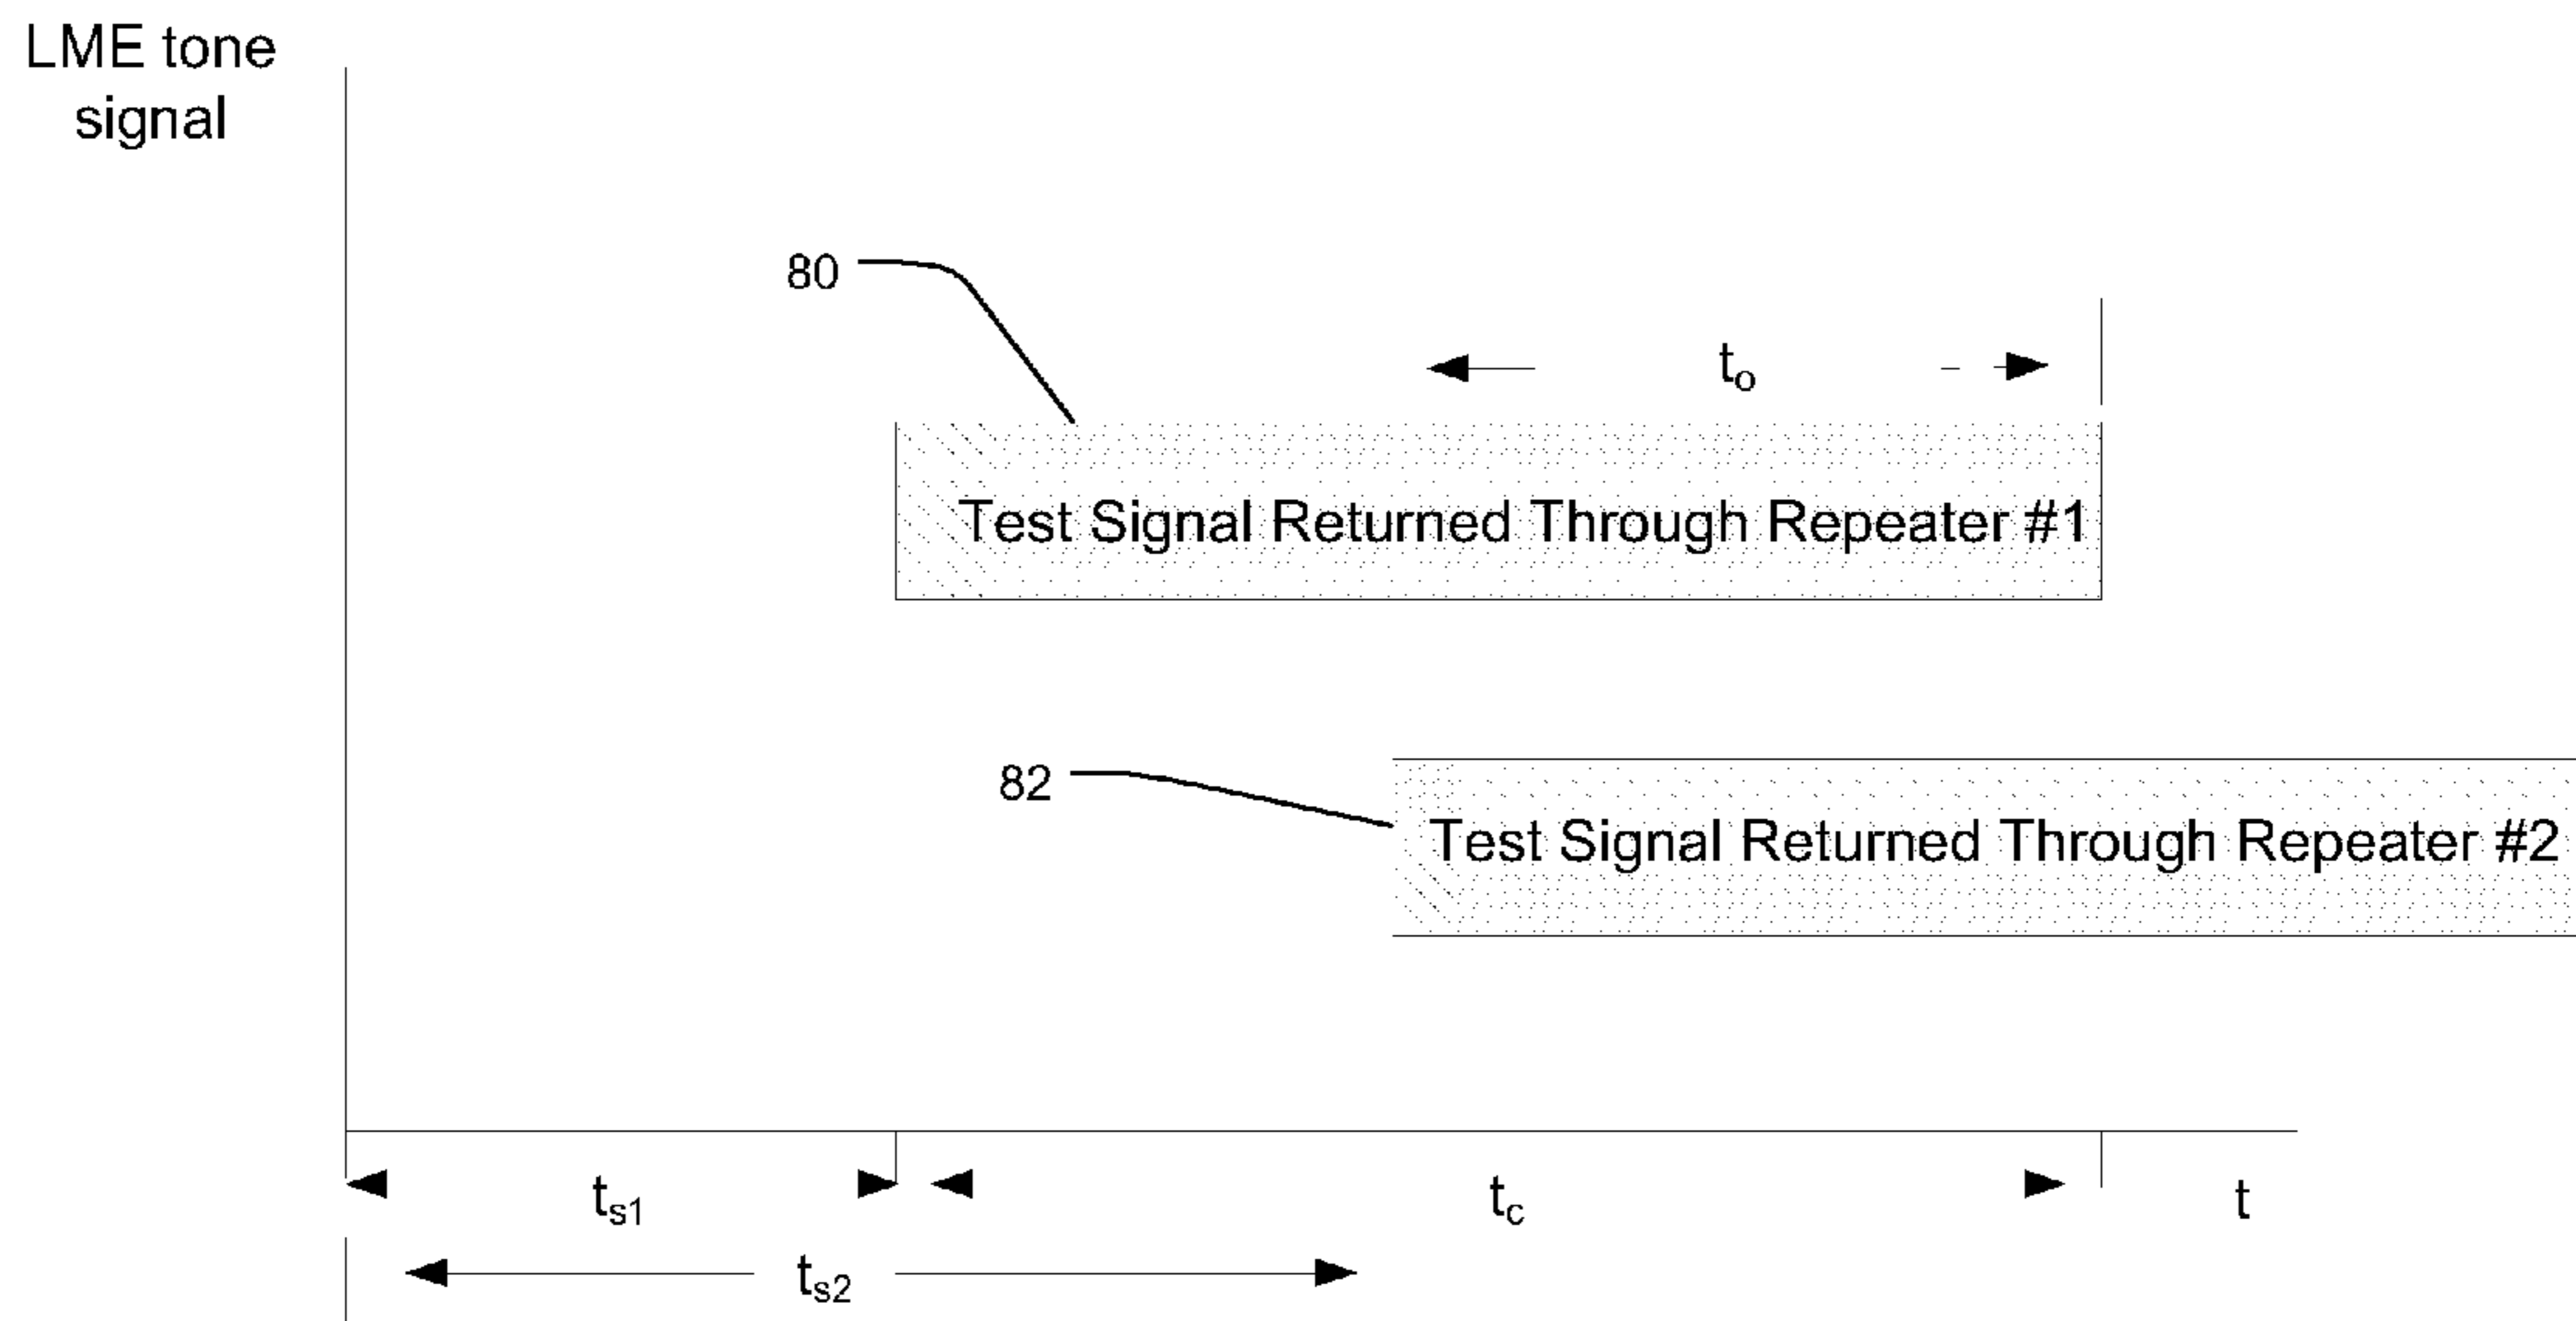 LME tone
signal
80
to
Test Signal Returned Through Repeater #1
82
Test Signal Returned Through Repeater #2
ts1
tc
t
ts2